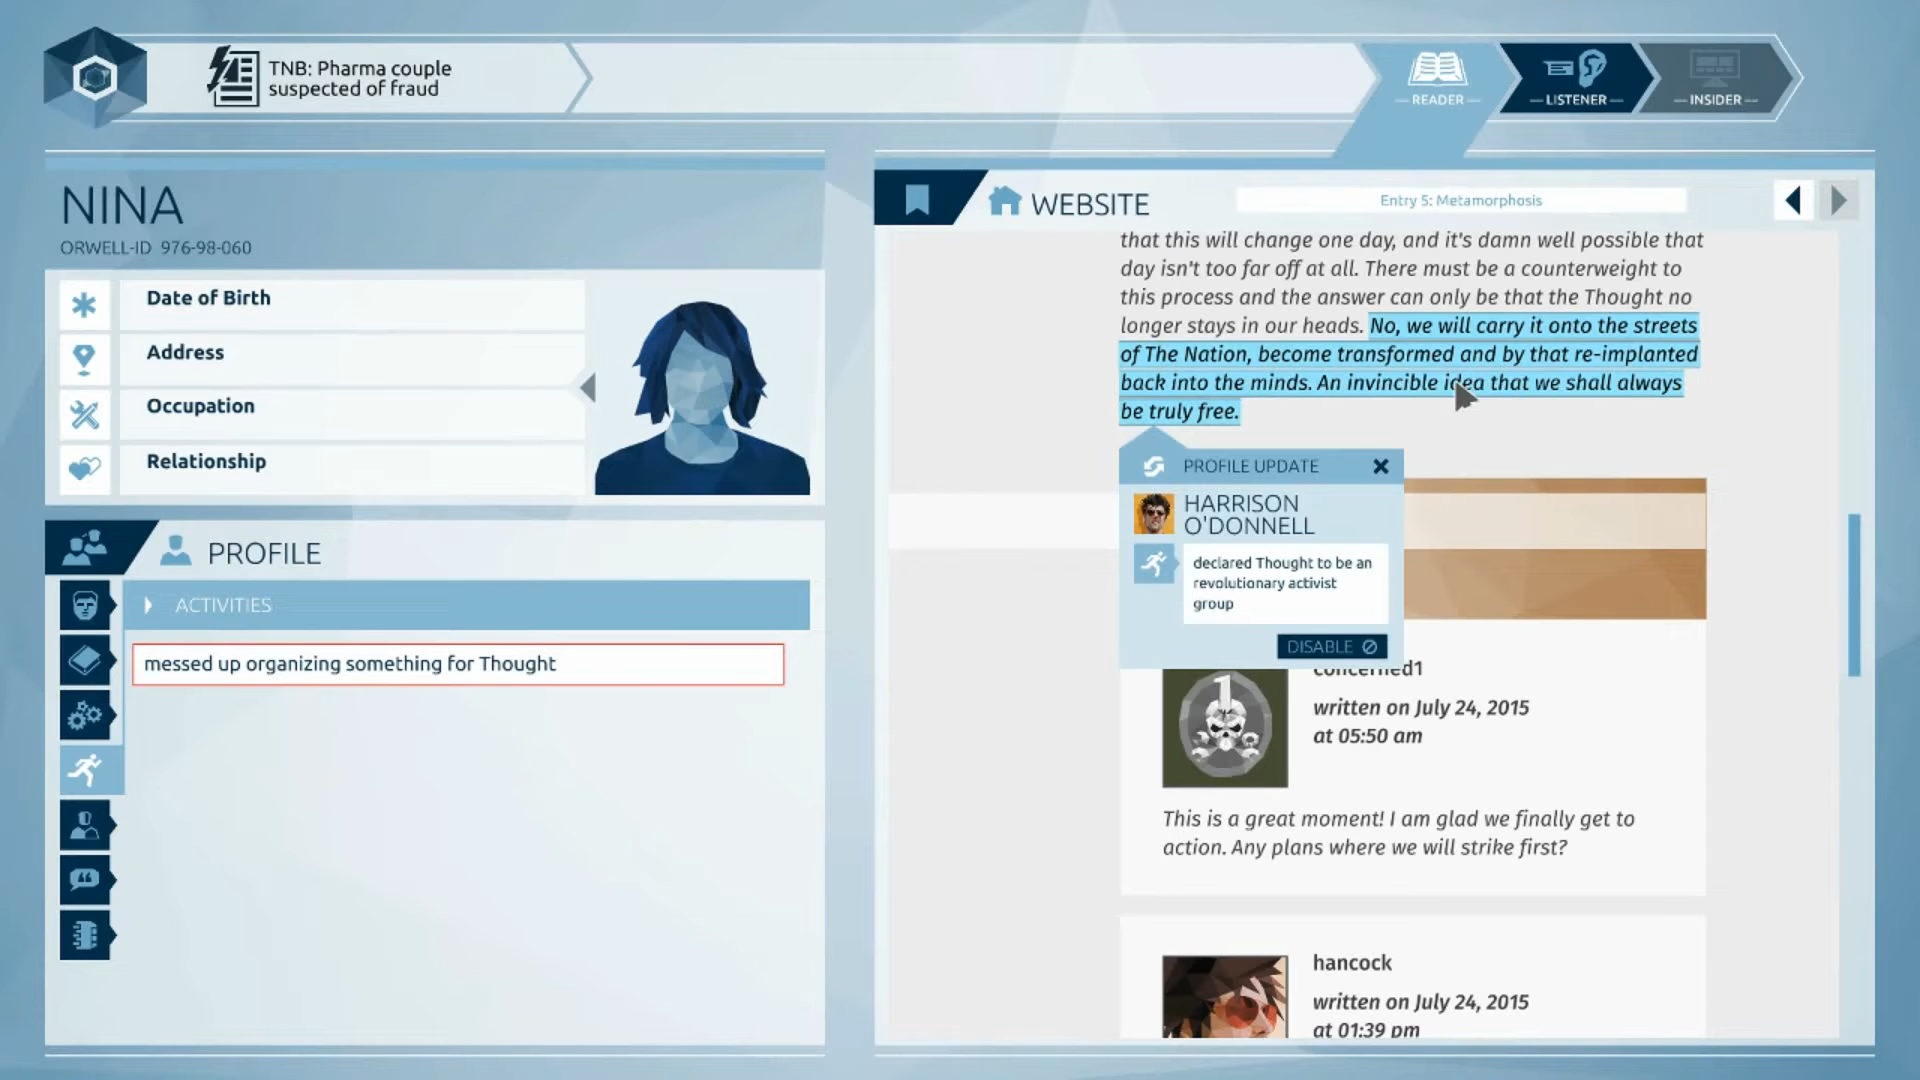 TNB: Pharma couple
suspected of fraud
— READER —
— LISTENER —
— INSIDER —
NINA
ORWELL-ID 976-98-060
Date of Birth
Address
Occupation
Relationship
PROFILE
ACTIVITIES
messed up organizing something for Thought
WEBSITE
Entry 5: Metamorphosis
that this will change one day, and it's damn well possible that
day isn't too far off at all. There must be a counterweight to
this process and the answer can only be that the Thought no
longer stays in our heads. No, we will carry it onto the streets
of The Nation, become transformed and by that re-implanted
back into the minds. An invincible idea that we shall always
be truly free.
PROFILE UPDATE
HARRISON
O'DONNELL
declared Thought to be an
revolutionary activist
group
DISABLE
concerned1
written on July 24, 2015
at 05:50 am
This is a great moment! I am glad we finally get to
action. Any plans where we will strike first?
hancock
written on July 24, 2015
at 01:39 pm